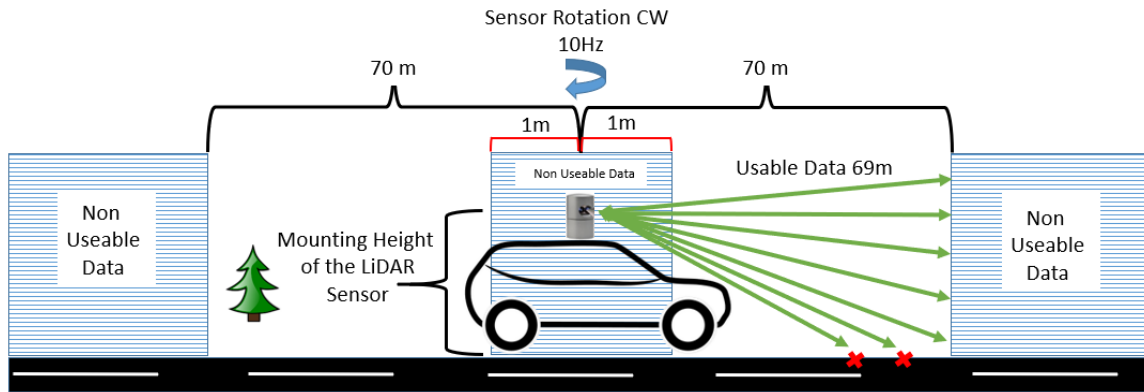 Sensor Rotation CW
10Hz
70 m
70 m
1m
1m
Non Useable Data
Usable Data 69m
Non
Useable
Data
Mounting Height
of the LiDAR
Sensor
Non
Useable
Data